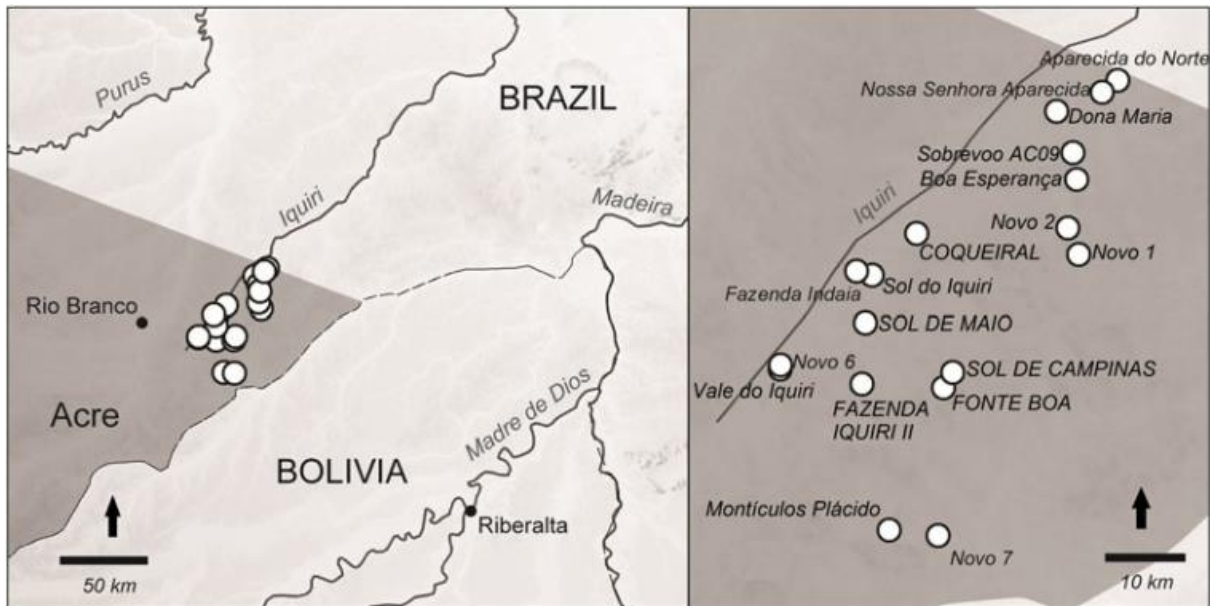 Purus
BRAZIL
Iquiri
Madeira
Rio Branco
Acre
Madre de Dios
BOLIVIA
Riberalta
50 km
Aparecida do Norte
Nossa Senhora Aparecida
Dona Maria
Sobrevoo AC09
Boa Esperança
Iquiri
Novo 2
COQUEIRAL
Novo 1
Fazenda Indaia
Sol do Iquiri
SOL DE MAIO
Novo 6
Vale do Iquiri
SOL DE CAMPINAS
FONTE BOA
FAZENDA
IQUIRI II
Montículos Plácido
Novo 7
10 km